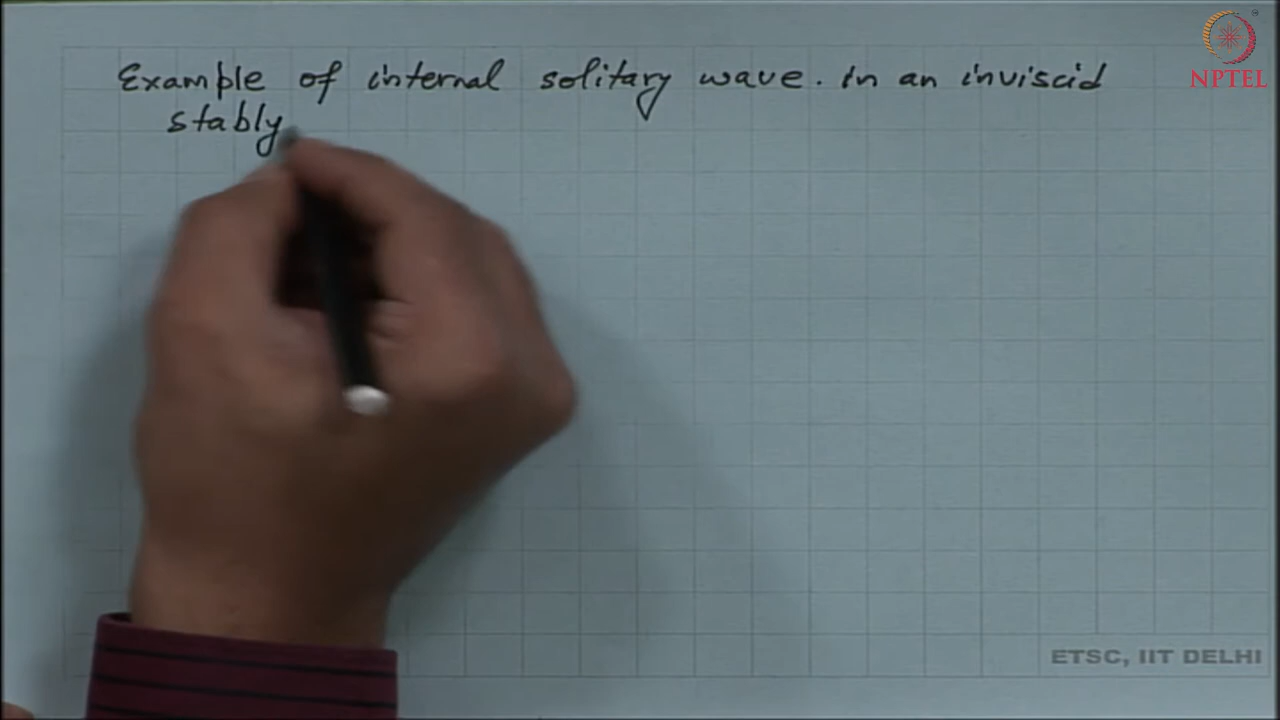 NPTEL
Example of internal solitary wave. in an inviscid
stably
ETSC, IIT DELHI